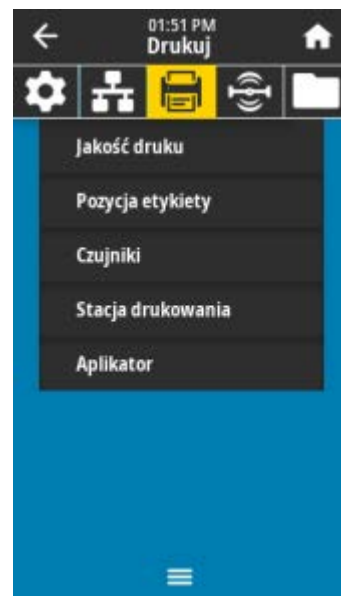 01:51 PM
Drukuj
Jakość druku
Pozycja etykiety
Czujniki
Stacja drukowania
Aplikator